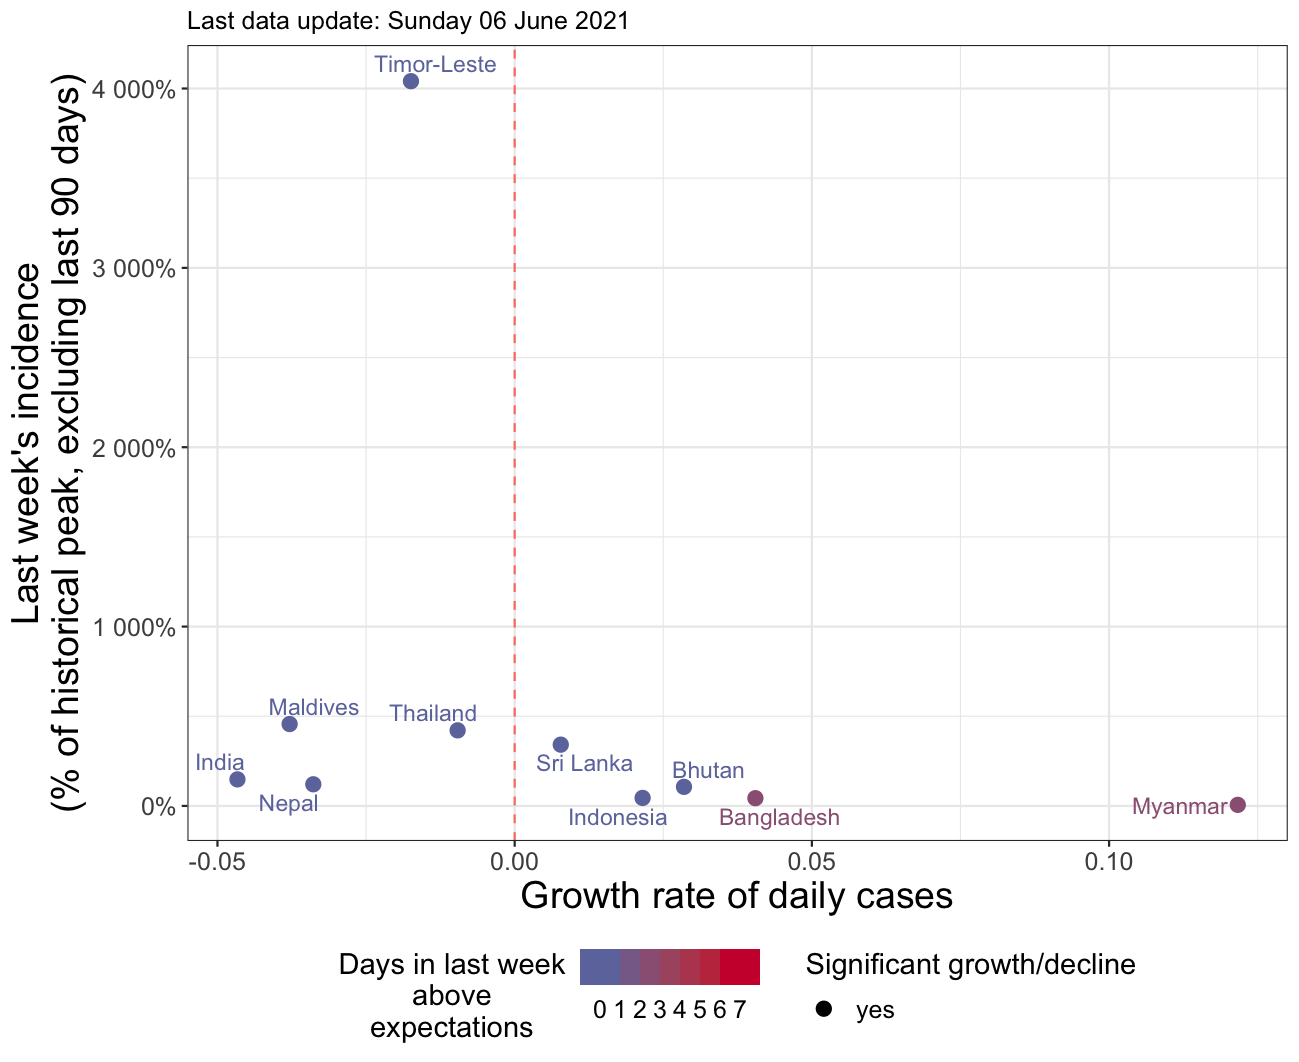 Last data update: Sunday 06 June 2021
Last week's incidence
(% of historical peak, excluding last 90 days)
4 000%
3 000%
2 000%
1 000%
0%
Timor-Leste
Maldives
Thailand
India
Nepal
Sri Lanka
Bhutan
Indonesia
Bangladesh
Myanmar
-0.05
0.00
0.05
0.10
Growth rate of daily cases
Days in last week
above
expectations
0 1 2 3 4 5 6 7
Significant growth/decline
yes